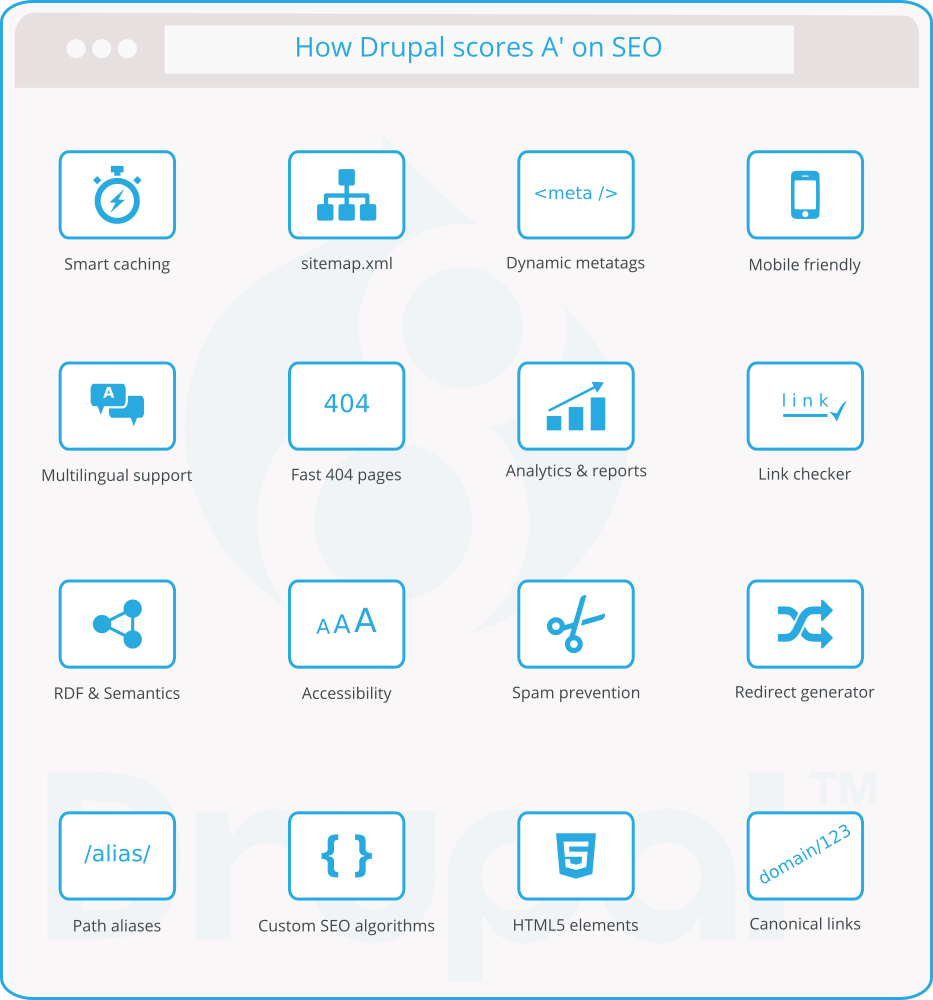 How Drupal scores A' on SEO
<meta />
Smart caching
sitemap.xml
Dynamic metatags
Mobile friendly
A
404
link
Multilingual support
Fast 404 pages
Analytics & reports
Link checker
AAA
RDF & Semantics
Accessibility
Spam prevention
Redirect generator
Drupal TM
/alias/
{ }
5
domain/123
Path aliases
Custom SEO algorithms
HTML5 elements
Canonical links